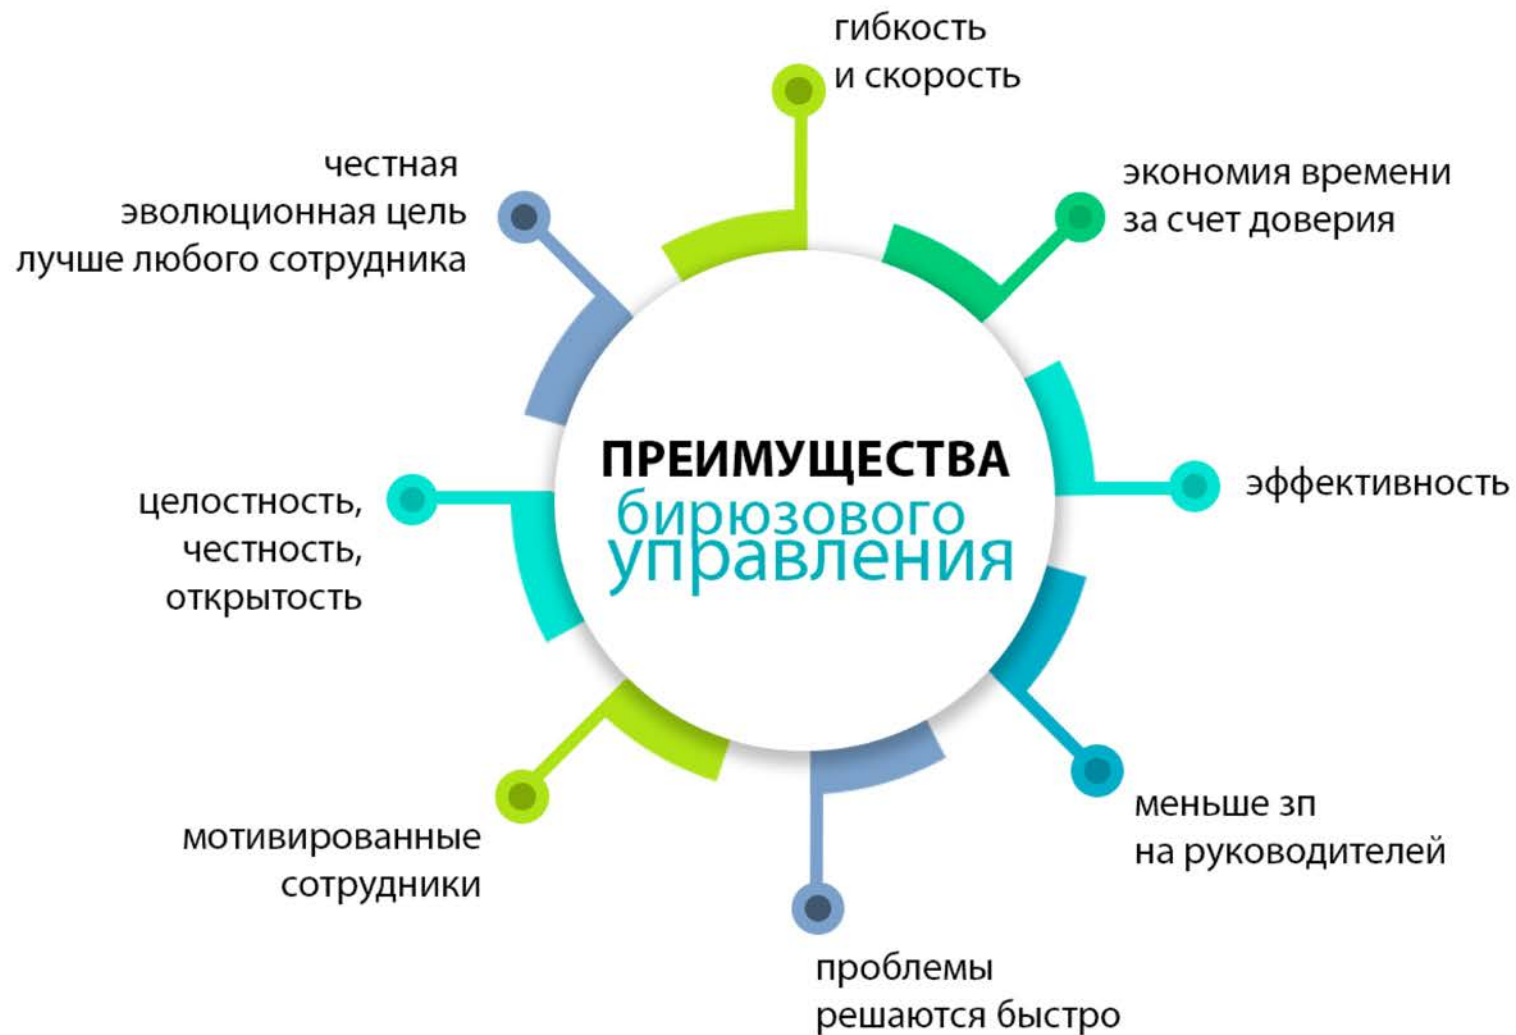 ПРЕИМУЩЕСТВА
бирюзового
управления
гибкость
и скорость
экономия времени
за счет доверия
эффективность
меньше зп
на руководителей
проблемы
решаются быстро
мотивированные
сотрудники
целостность,
честность,
открытость
честная
эволюционная цель
лучше любого сотрудника